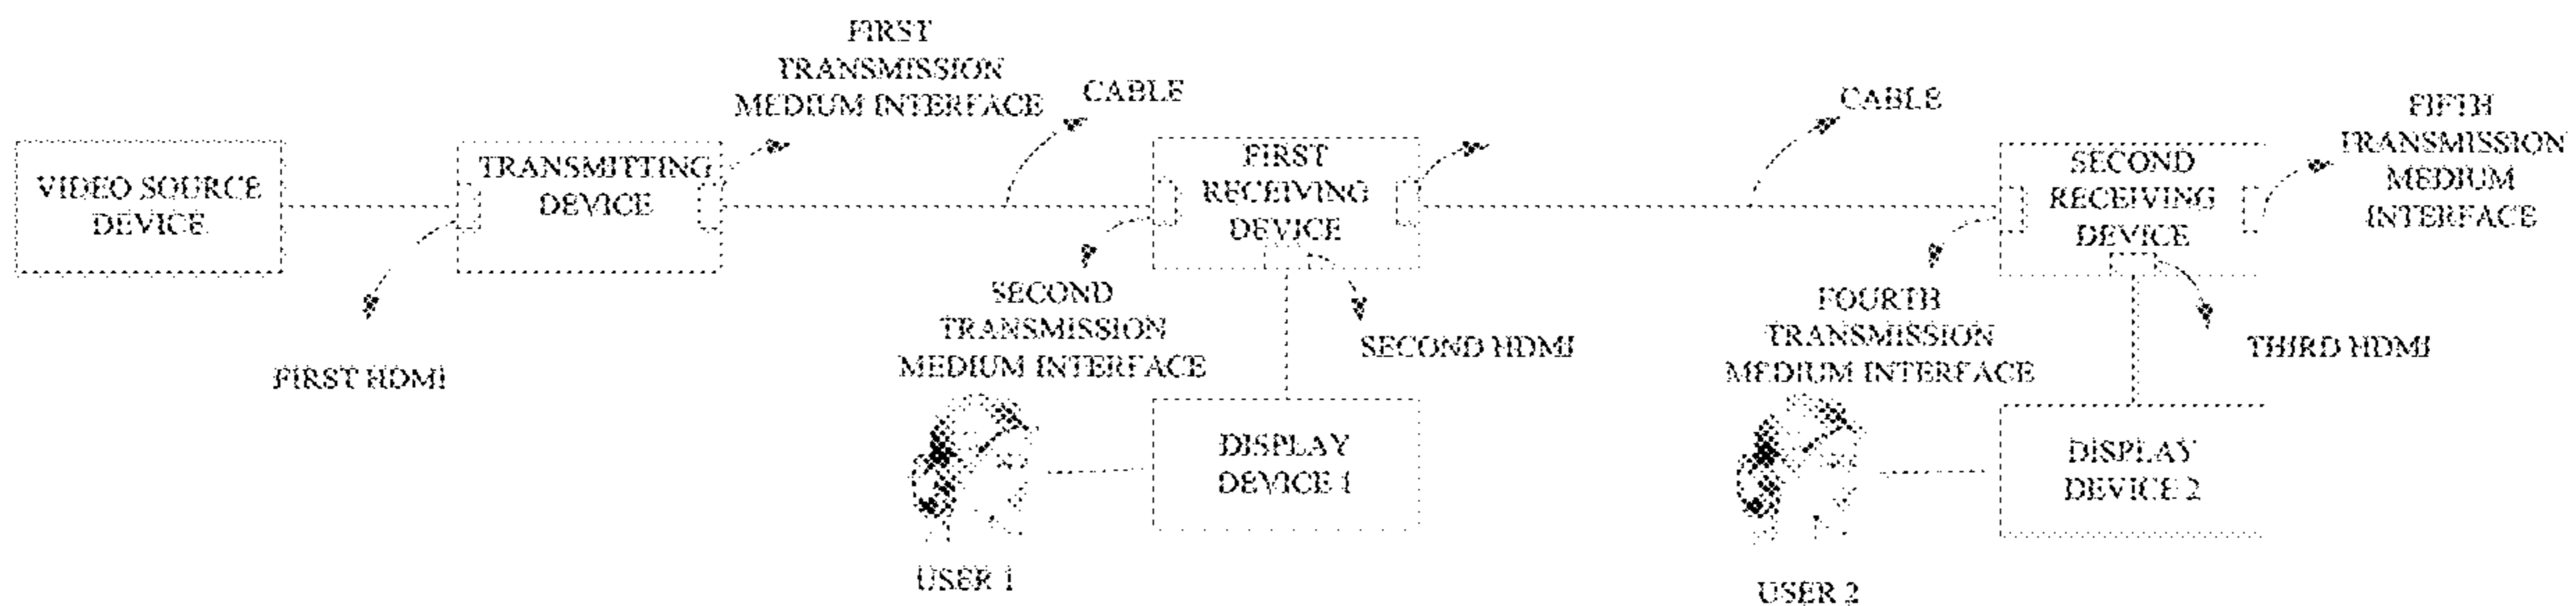 FIRST
TRANSMISSION
MEDIUM INTERFACE
CABLE
CABLE
FIFTH
TRANSMISSION
MEDIUM
INTERFACE
VIDEO SOURCE
DEVICE
TRANSMITTING
DEVICE
FIRST
RECEIVING
DEVICE
SECOND
RECEIVING
DEVICE
FIRST HDMI
SECOND
TRANSMISSION
MEDIUM INTERFACE
SECOND HDMI
FOURTH
TRANSMISSION
MEDIUM INTERFACE
THIRD HDMI
DISPLAY
DEVICE 1
DISPLAY
DEVICE 2
USER 1
USER 2